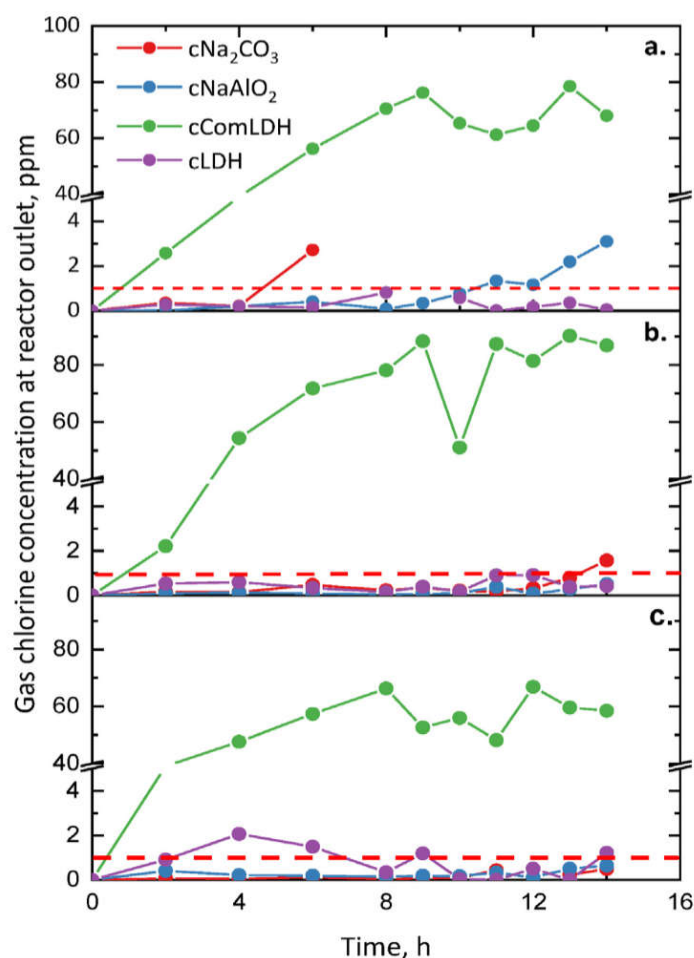 Gas chlorine concentration at reactor outlet, ppm
100
80
60
40
4
2
0
cNa₂CO₃
cNaAlO₂
cComLDH
cLDH
a.
80
60
40
4
2
0
b.
80
60
40
4
2
0
c.
0
4
8
12
16
Time, h